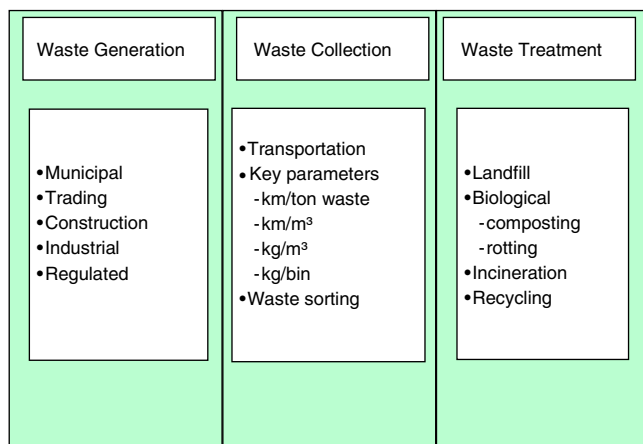 Waste Generation
•Municipal
•Trading
•Construction
•Industrial
•Regulated
Waste Collection
•Transportation
•Key parameters
-km/ton waste
-km/m³
-kg/m³
-kg/bin
•Waste sorting
Waste Treatment
•Landfill
•Biological
-composting
-rotting
•Incineration
•Recycling